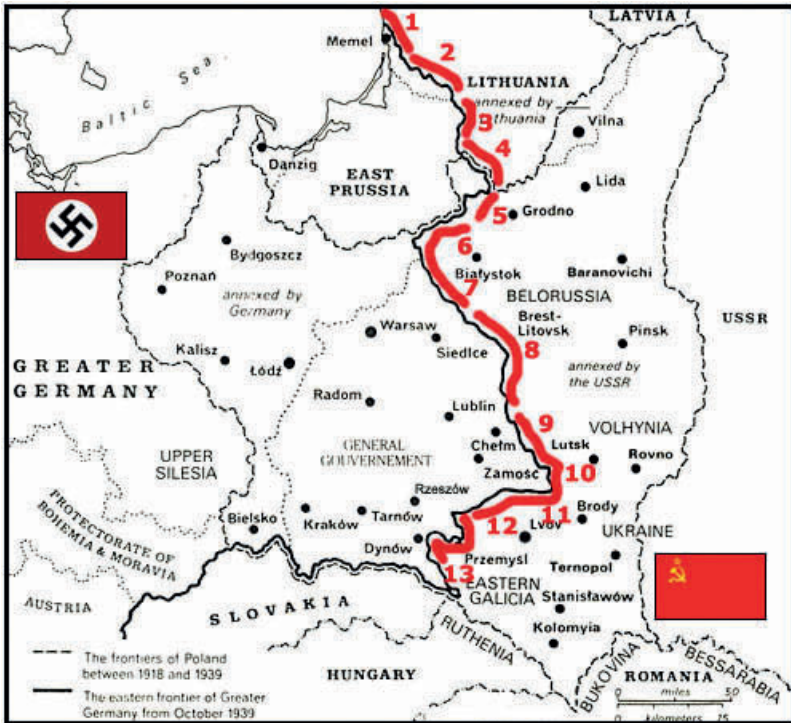 LATVIA
1
Memel
2
LITHUANIA
annexed by
Lithuania
3
Baltic Sea
Vilna
4
Danzig
EAST
PRUSSIA
Lida
5
Grodno
6
Bydgoszcz
Białystok
Baranovichi
Poznań
7
BELORUSSIA
annexed by
Germany
Brest-
Litovsk
USSR
Warsaw
Pinsk
Siedlce
8
Kalisz
Łódź
annexed by
the USSR
GREATER
GERMANY
Radom
Lublin
9
VOLHYNIA
Chełm
Lutsk
GENERAL
GOUVERNEMENT
UPPER
SILESIA
Zamość
10
Rovno
Rzeszów
PROTECTORATE OF
BOHEMIA & MORAVIA
Bielsko
Kraków
Tarnów
12
11
Brody
Lvov
UKRAINE
Dynów
Przemyśl
13
Ternopol
EASTERN
GALICIA
AUSTRIA
SLOVAKIA
Stanisławów
RUTHENIA
Kolomyia
The frontiers of Poland
between 1918 and 1939
HUNGARY
BUKOVINA
BESSARABIA
ROMANIA
The eastern frontier of Greater
Germany from October 1939
0 miles 50
0 kilometers 75